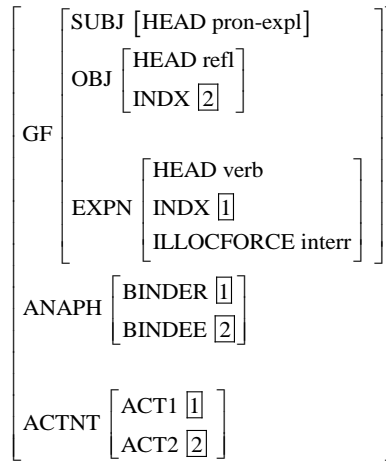 SUBJ [HEAD pron-expl]
OBJ [HEAD refl
INDX 2]
GF
EXPN [HEAD verb
INDX 1
ILLOCFORCE interr]
ANAPH [BINDER 1
BINDEE 2]
ACTNT [ACT1 1
ACT2 2]